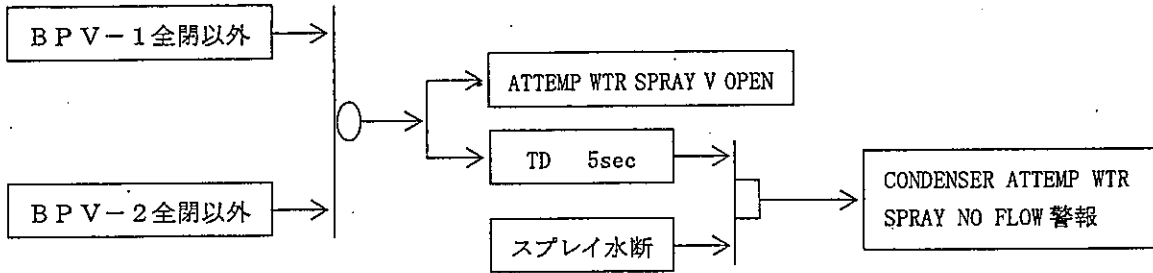 BPV-1全閉以外
ATTEMP WTR SPRAY V OPEN
TD 5sec
CONDENSER ATTEMP WTR
SPRAY NO FLOW 警報
BPV-2全閉以外
スプレイ水断